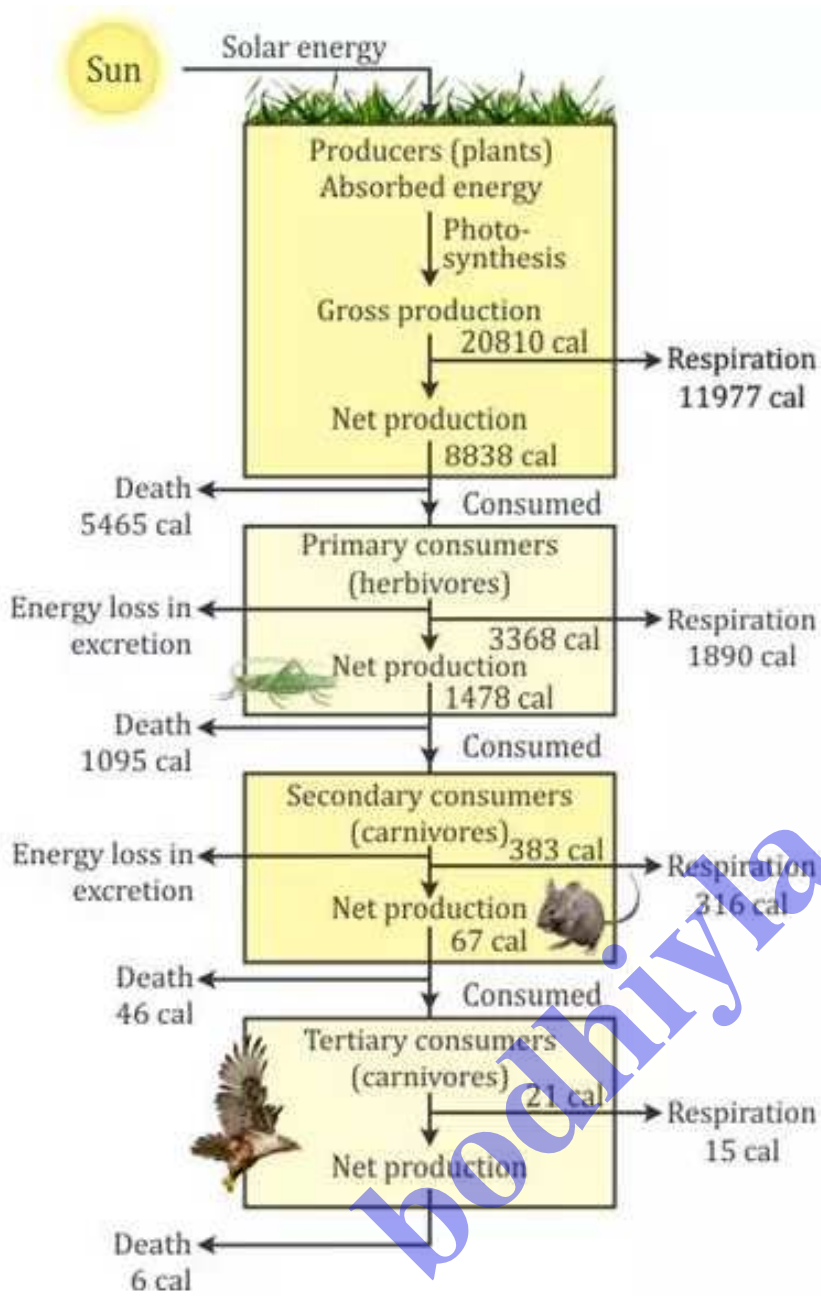 Solar energy
Sun
Producers (plants)
Absorbed energy
Photo-
synthesis
Gross production
20810 cal
Respiration
11977 cal
Net production
8838 cal
Death
5465 cal
Consumed
Primary consumers
(herbivores)
Energy loss in
excretion
3368 cal
Respiration
1890 cal
Net production
1478 cal
Death
1095 cal
Consumed
Secondary consumers
(carnivores)
383 cal
Energy loss in
excretion
Respiration
316 cal
Net production
67 cal
Death
46 cal
Consumed
Tertiary consumers
(carnivores)
21 cal
Respiration
15 cal
Net production
Death
6 cal
bodhiyla